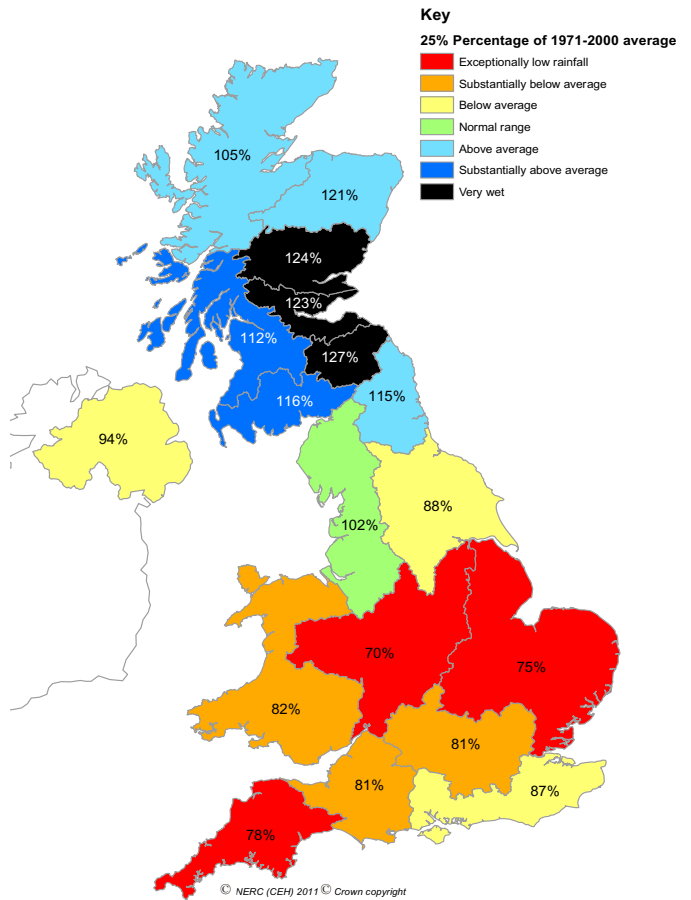 Key
25% Percentage of 1971-2000 average
Exceptionally low rainfall
Substantially below average
Below average
Normal range
Above average
Substantially above average
Very wet
105%
121%
124%
123%
112%
127%
116%
115%
94%
88%
102%
70%
75%
82%
81%
81%
87%
78%
© NERC (CEH) 2011 © Crown copyright